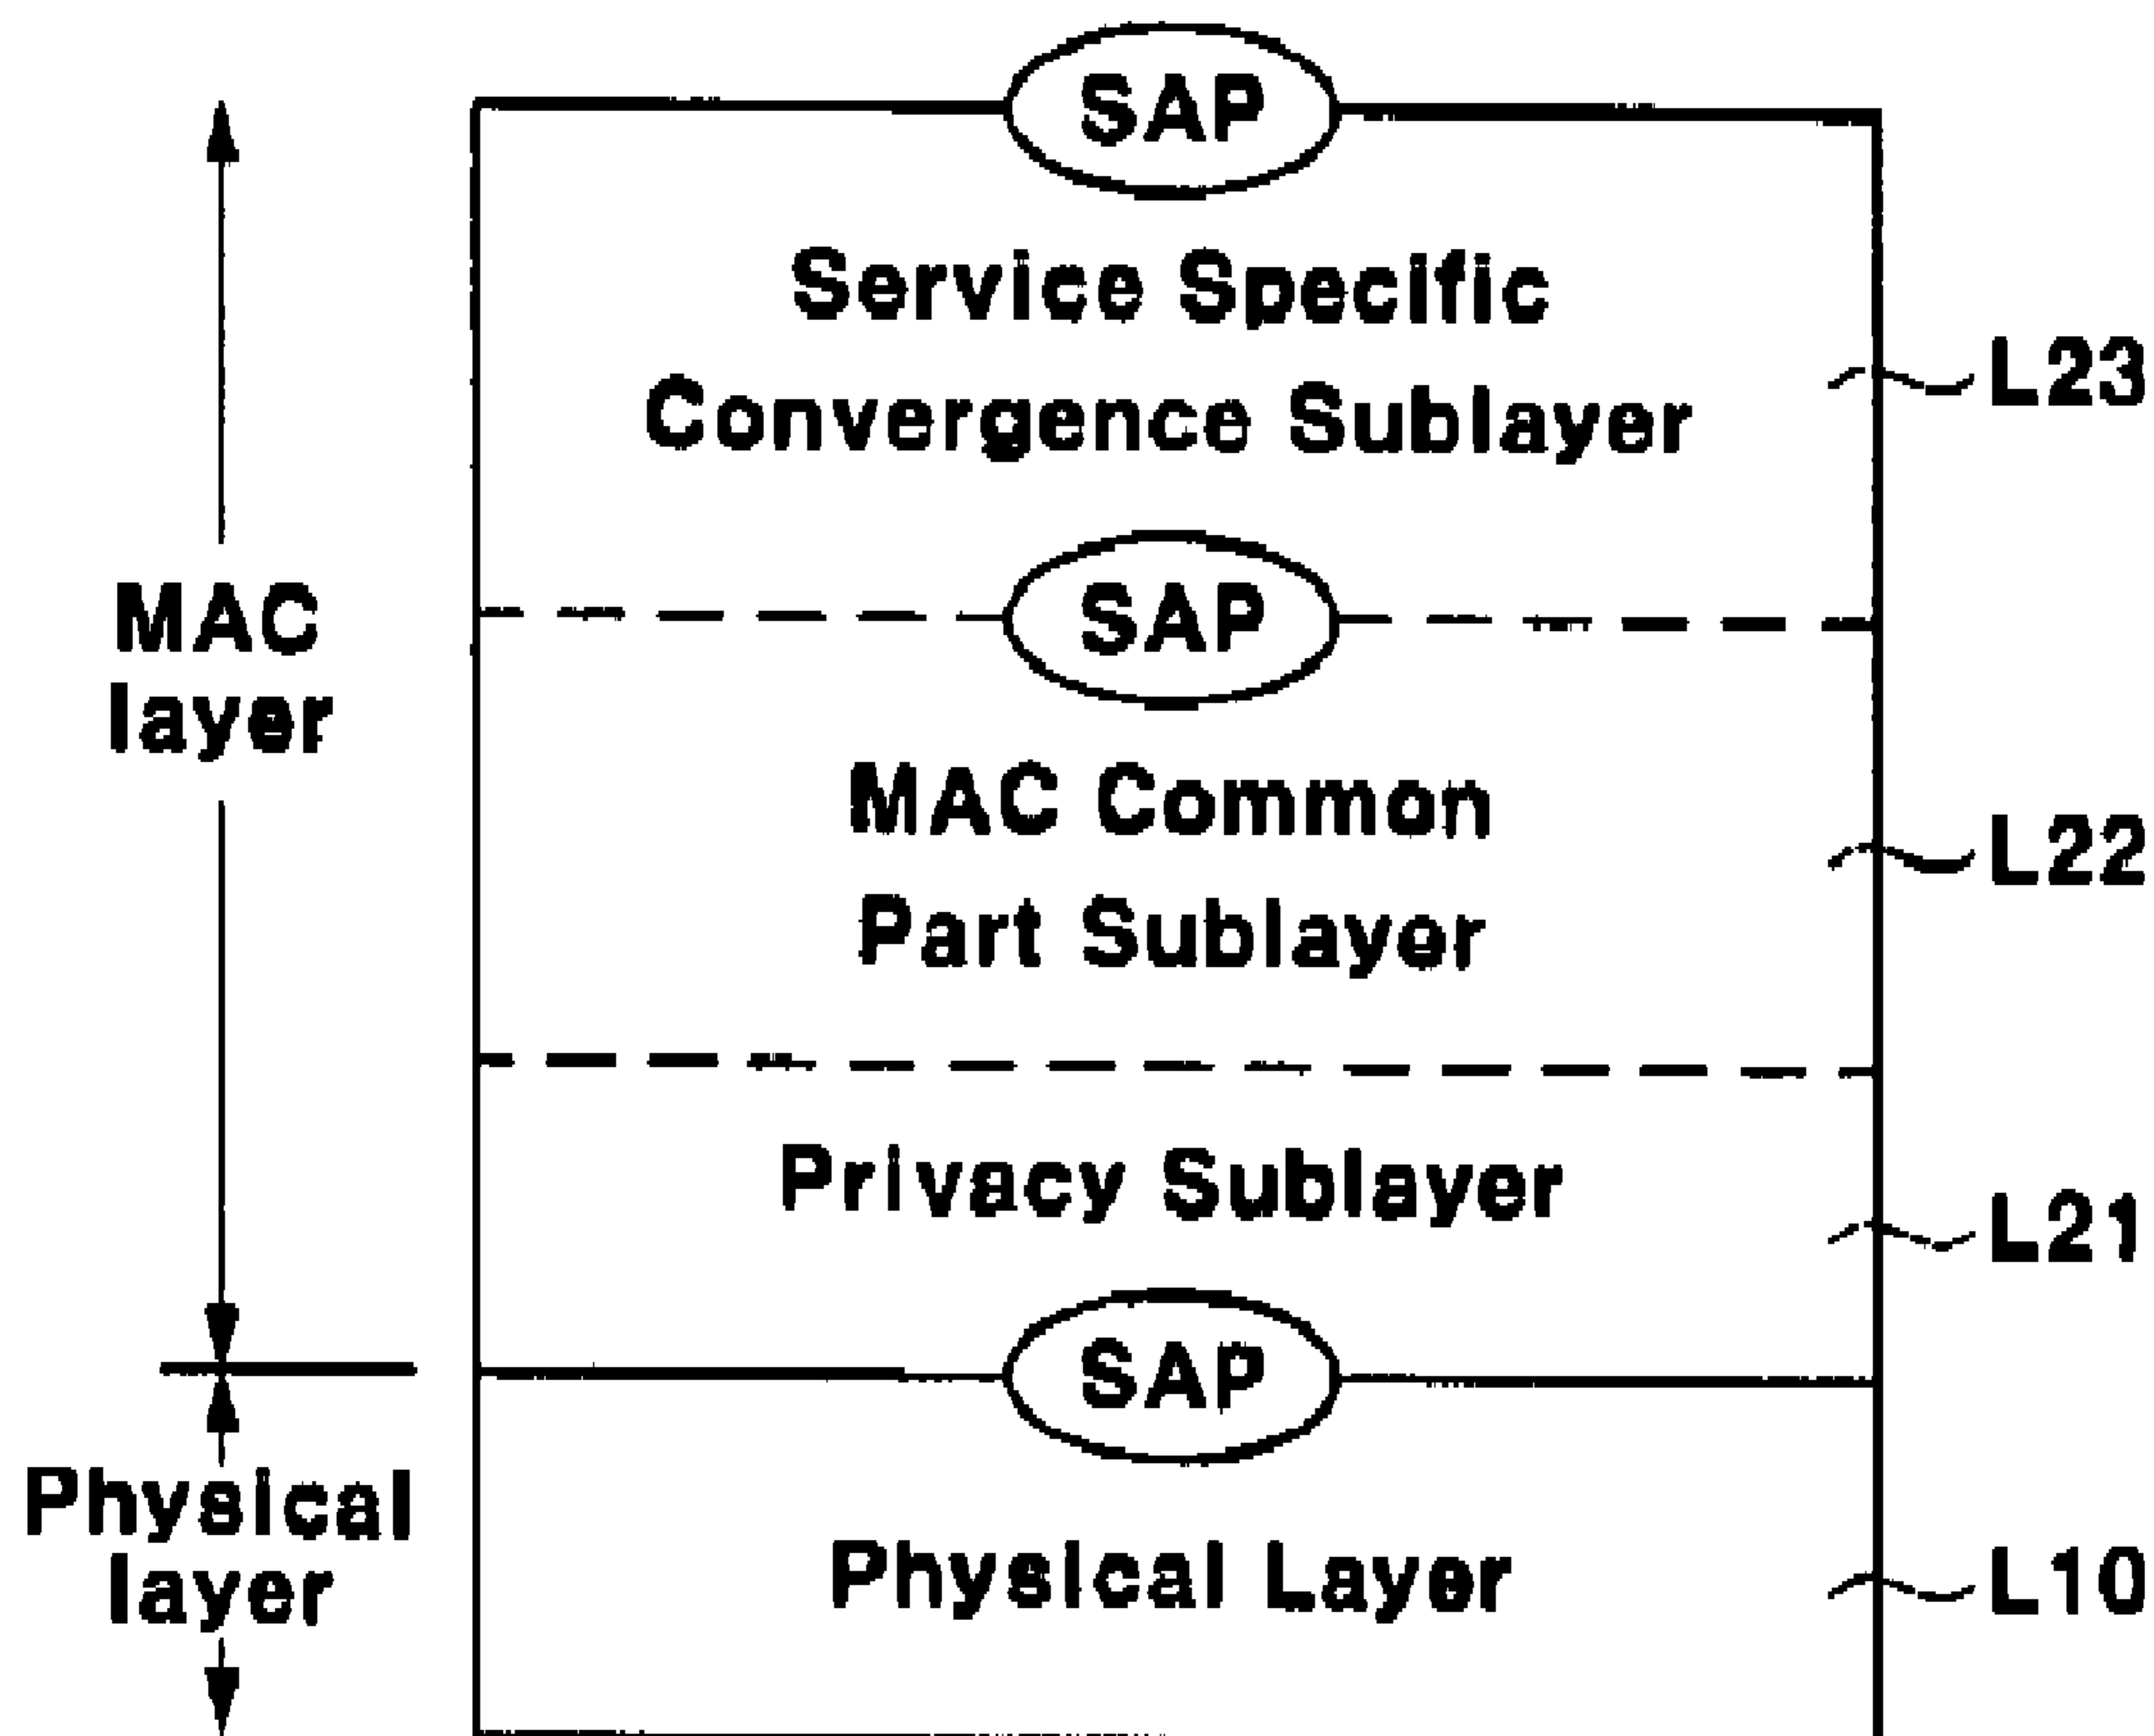 SAP
Service Specific
Convergence Sublayer
L23
MAC
layer
SAP
MAC Common
Part Sublayer
L22
Privacy Sublayer
L21
SAP
Physical
layer
Physical Layer
L10